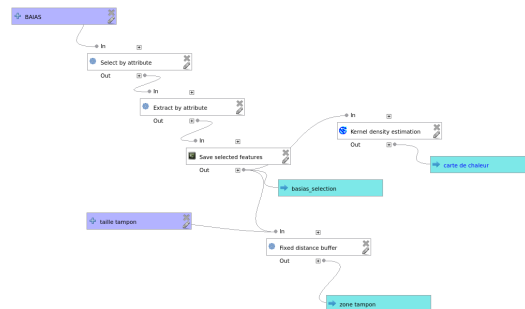 BAIAS
In
Select by attribute
Out
In
Extract by attribute
Out
In
Save selected features
Out
In
Kernel density estimation
Out
carte de chaleur
basias_selection
taille tampon
In
Fixed distance buffer
Out
zone tampon